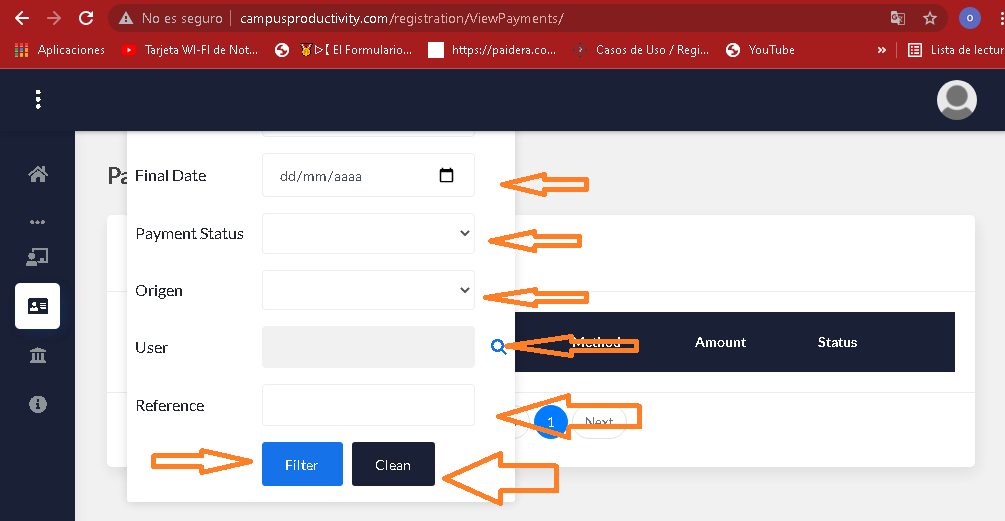 No es seguro campusproductivity.com/registration/ViewPayments/
Aplicaciones Tarjeta WI-FI de Not... [ El Formulario... https://paidera.co... Casos de Uso / Regi... YouTube » Lista de lectur
Pa
Final Date dd/mm/aaaa
Payment Status
Origen
User Method Amount Status
Reference 1 Next
Filter Clean